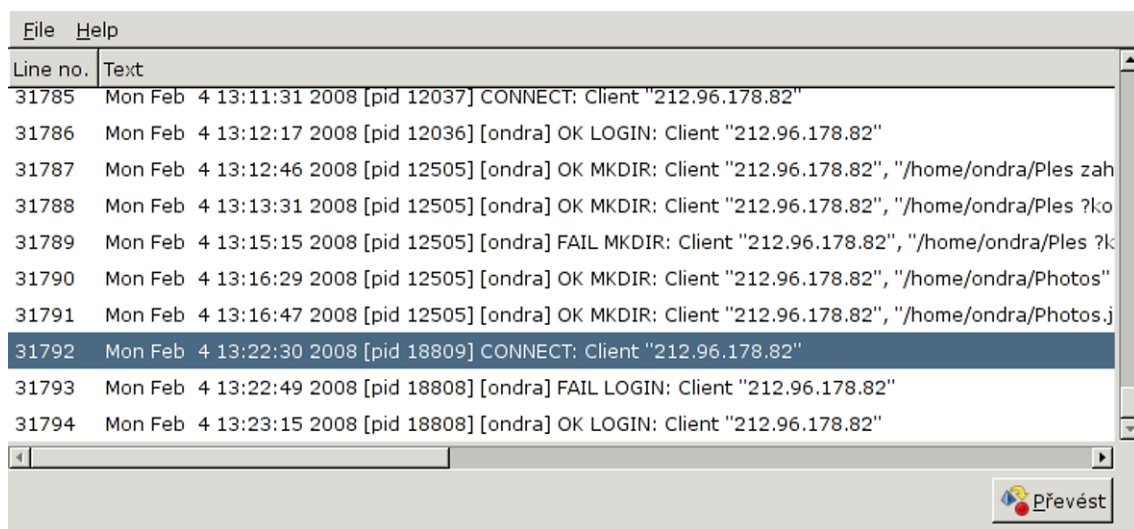 File Help
Line no. Text
31785 Mon Feb  4 13:11:31 2008 [pid 12037] CONNECT: Client "212.96.178.82"
31786 Mon Feb  4 13:12:17 2008 [pid 12036] [ondra] OK LOGIN: Client "212.96.178.82"
31787 Mon Feb  4 13:12:46 2008 [pid 12505] [ondra] OK MKDIR: Client "212.96.178.82", "/home/ondra/Ples zah
31788 Mon Feb  4 13:13:31 2008 [pid 12505] [ondra] OK MKDIR: Client "212.96.178.82", "/home/ondra/Ples ?ko
31789 Mon Feb  4 13:15:15 2008 [pid 12505] [ondra] FAIL MKDIR: Client "212.96.178.82", "/home/ondra/Ples ?k
31790 Mon Feb  4 13:16:29 2008 [pid 12505] [ondra] OK MKDIR: Client "212.96.178.82", "/home/ondra/Photos"
31791 Mon Feb  4 13:16:47 2008 [pid 12505] [ondra] OK MKDIR: Client "212.96.178.82", "/home/ondra/Photos.j
31792 Mon Feb  4 13:22:30 2008 [pid 18809] CONNECT: Client "212.96.178.82"
31793 Mon Feb  4 13:22:49 2008 [pid 18808] [ondra] FAIL LOGIN: Client "212.96.178.82"
31794 Mon Feb  4 13:23:15 2008 [pid 18808] [ondra] OK LOGIN: Client "212.96.178.82"
Převést